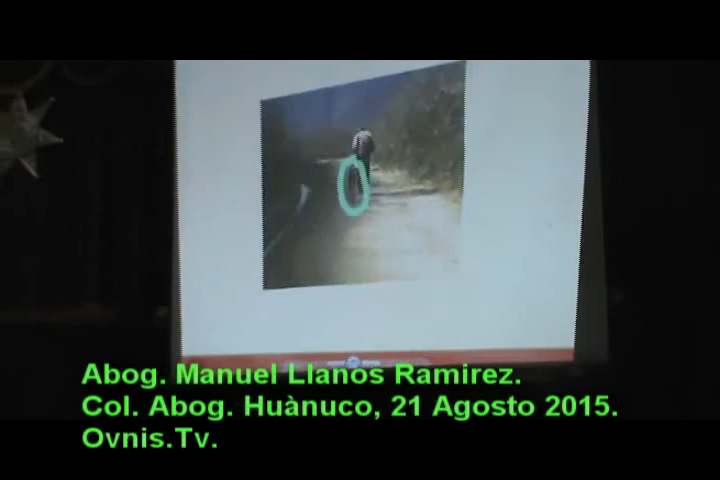 Abog. Manuel Llanos Ramirez.
Col. Abog. Huànuco, 21 Agosto 2015.
Ovnis.Tv.